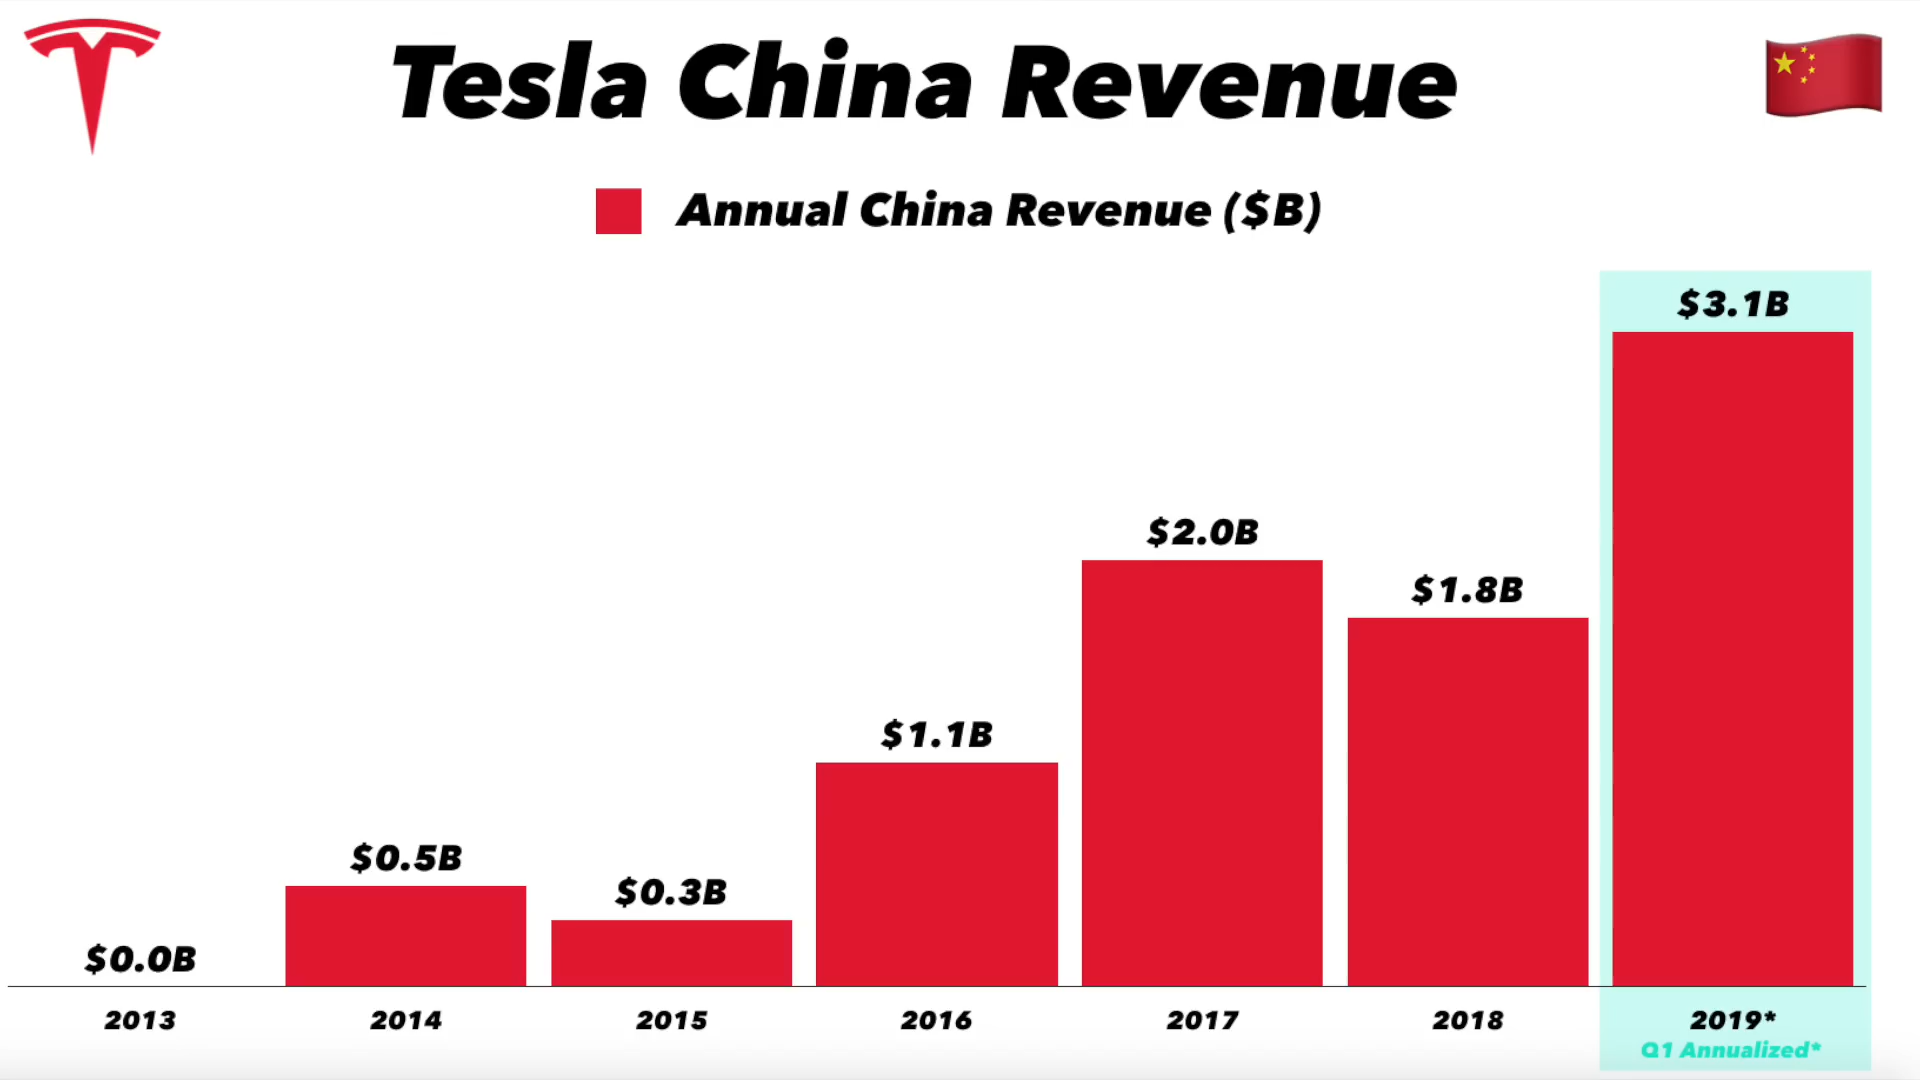 Tesla China Revenue
Annual China Revenue ($B)
$3.1B
$2.0B
$1.8B
$1.1B
$0.5B
$0.3B
$0.0B
2013 2014 2015 2016 2017 2018 2019*
Q1 Annualized*